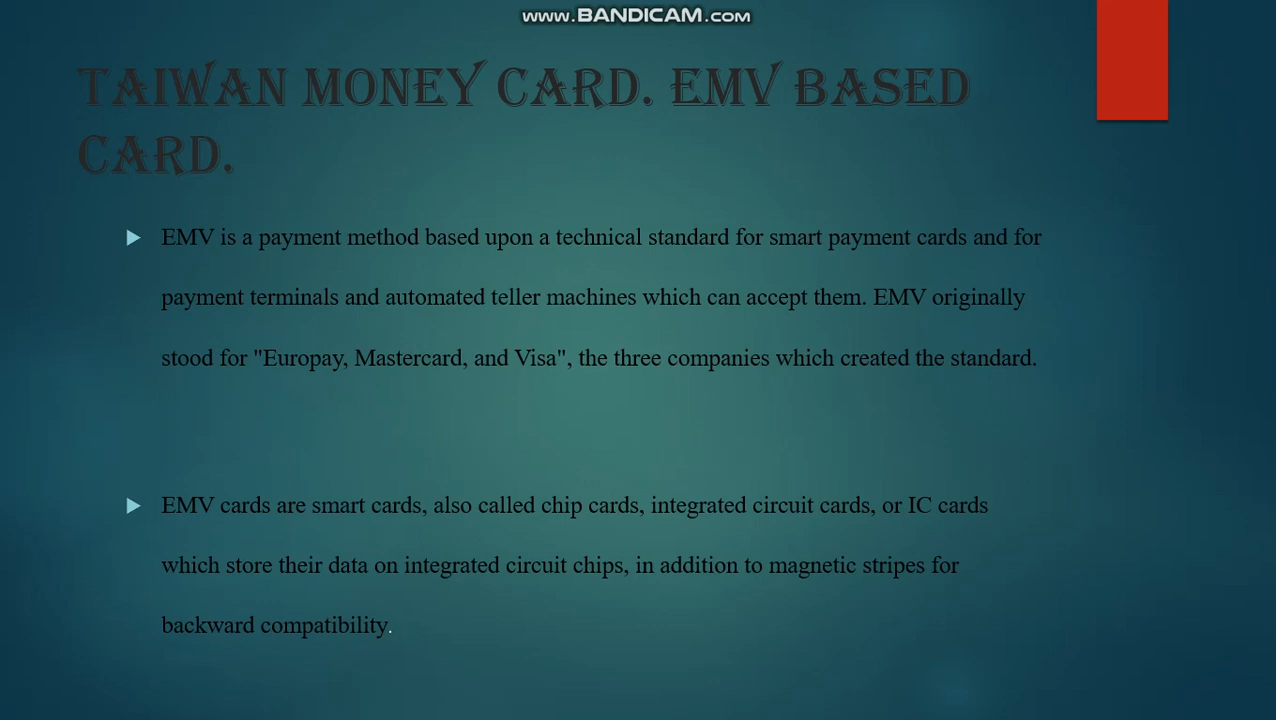 www.BANDICAM.com
TAIWAN MONEY CARD. EMV BASED
CARD.
EMV is a payment method based upon a technical standard for smart payment cards and for
payment terminals and automated teller machines which can accept them. EMV originally
stood for "Europay, Mastercard, and Visa", the three companies which created the standard.
EMV cards are smart cards, also called chip cards, integrated circuit cards, or IC cards
which store their data on integrated circuit chips, in addition to magnetic stripes for
backward compatibility.